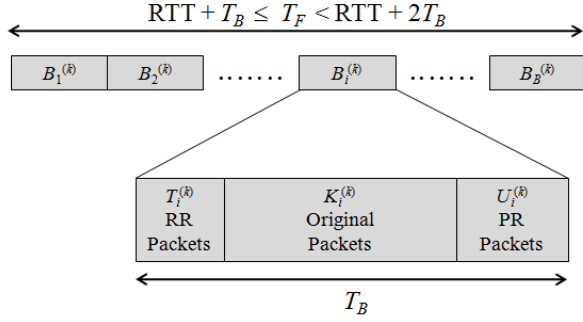 RTT + T_B ≤ T_F < RTT + 2T_B
B_1^(k) B_2^(k) ....... B_i^(k) ....... B_B^(k)
T_i^(k) K_i^(k) U_i^(k)
RR Original PR
Packets Packets Packets
T_B